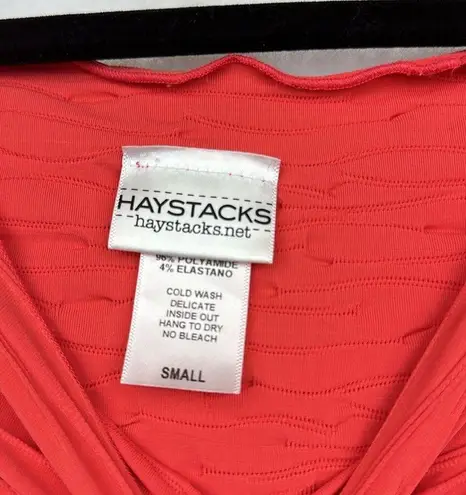 HAYSTACKS
haystacks.net
96% POLYAMIDE
4% ELASTANO
COLD WASH
DELICATE
INSIDE OUT
HANG TO DRY
NO BLEACH
SMALL